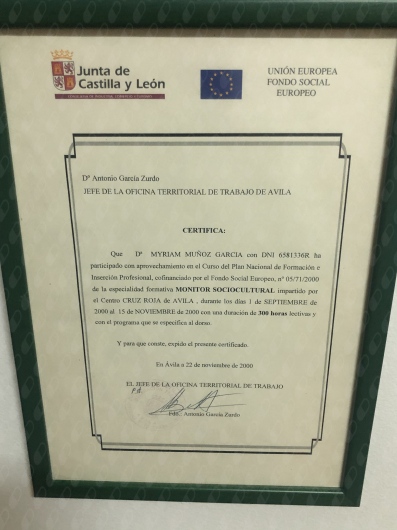 Junta de
Castilla y León
UNIÓN EUROPEA
FONDO SOCIAL
EUROPEO
Dª Antonio García Zurdo
JEFE DE LA OFICINA TERRITORIAL DE TRABAJO DE AVILA
CERTIFICA:
Que Dª MYRIAM MUÑOZ GARCIA con DNI 6581336R ha
participado con aprovechamiento en el Curso del Plan Nacional de Formación e
Inserción Profesional, cofinanciado por el Fondo Social Europeo, nº 05/71/2000
de la especialidad formativa MONITOR SOCIOCULTURAL impartido por
el Centro CRUZ ROJA de AVILA , durante los días 1 de SEPTIEMBRE de
2000 al 15 de NOVIEMBRE de 2000 con una duración de 300 horas lectivas y
con el programa que se especifica al dorso.
Y para que conste, expido el presente certificado.
En Ávila a 22 de noviembre de 2000
EL JEFE DE LA OFICINA TERRITORIAL DE TRABAJO
P.A.
Fdo.: Antonio García Zurdo